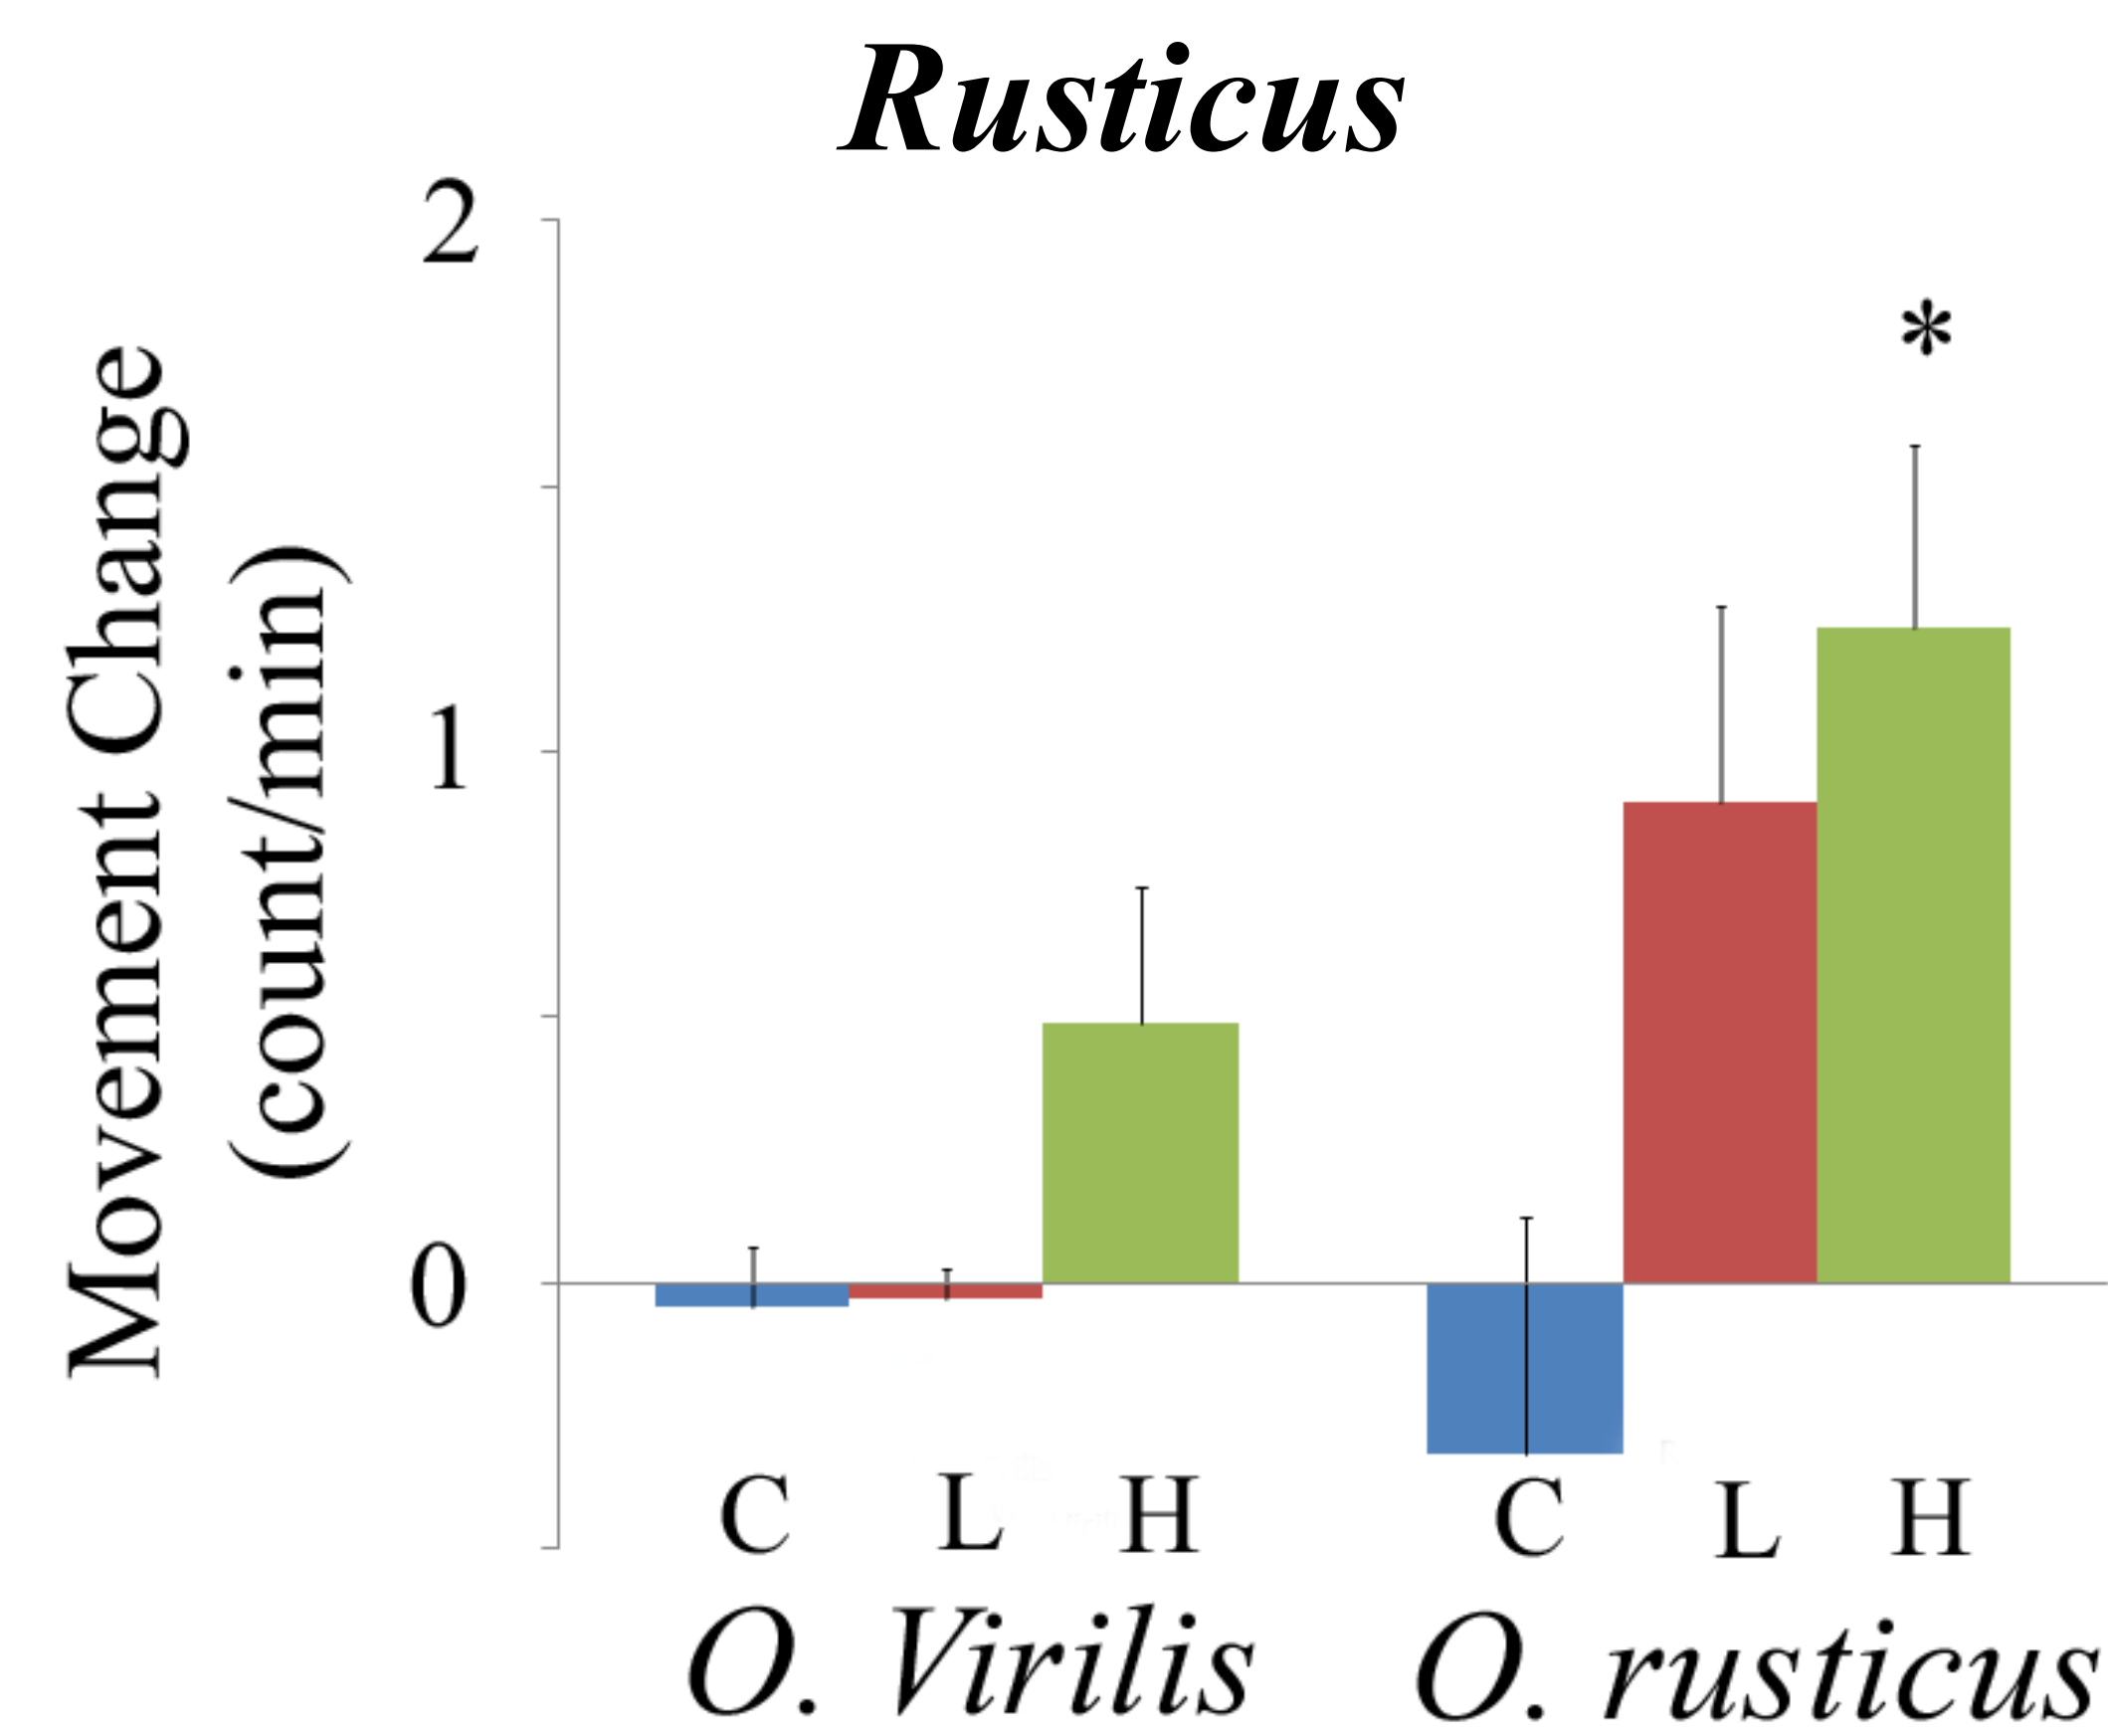 Rusticus
Movement Change
(count/min)
2
1
0
*
C L H C L H
O. Virilis O. rusticus